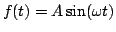 f(t) = A sin(ωt)